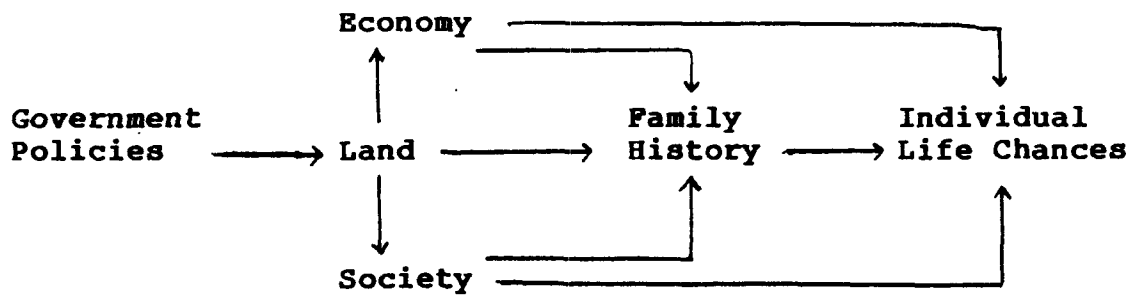 Economy
Government
Policies
Land
Family
History
Individual
Life Chances
Society